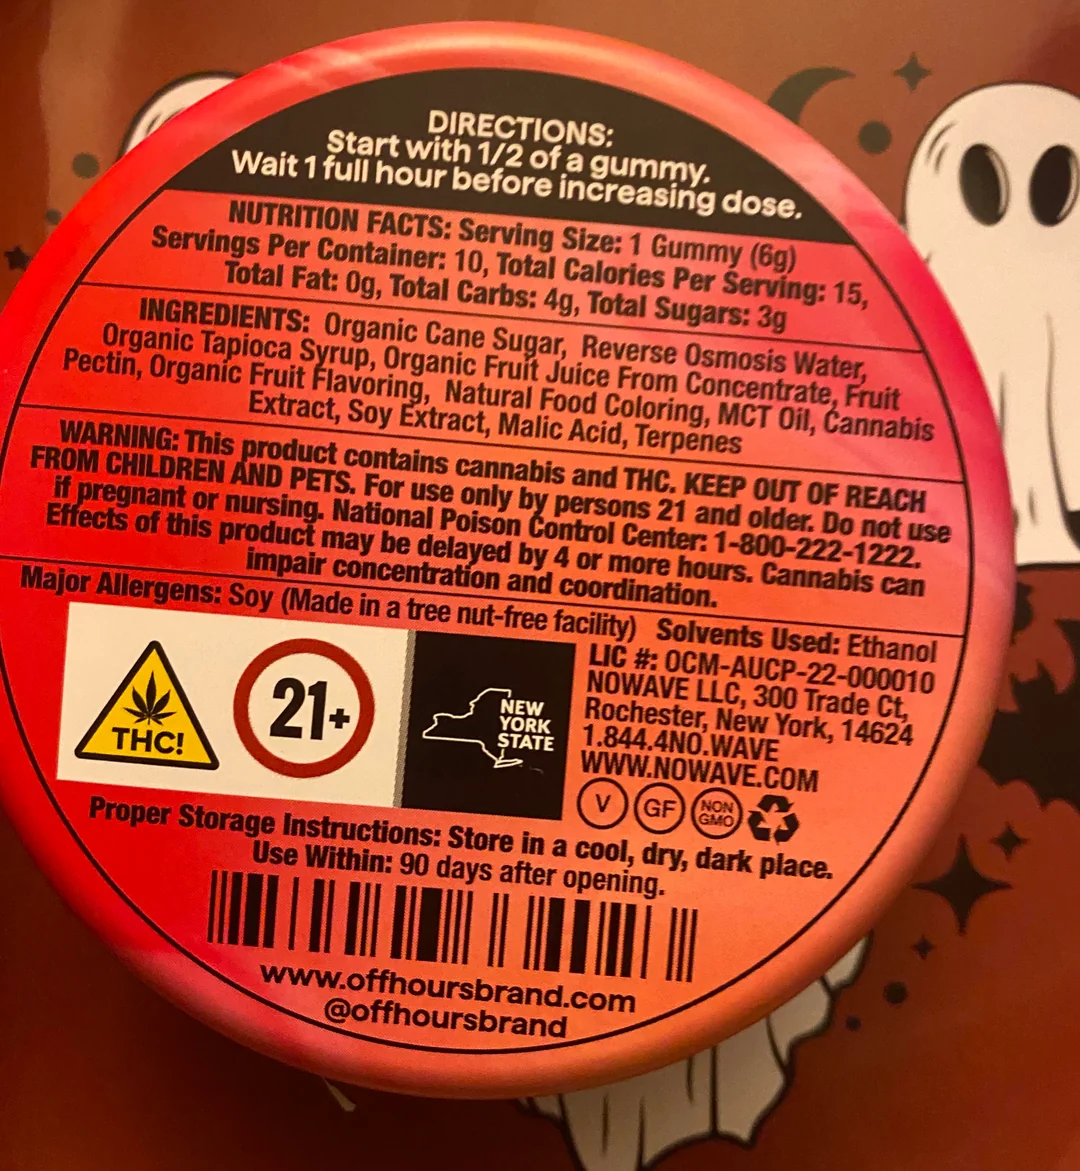 DIRECTIONS:
Start with 1/2 of a gummy.
Wait 1 full hour before increasing dose.
NUTRITION FACTS: Serving Size: 1 Gummy (6g)
Servings Per Container: 10, Total Calories Per Serving: 15,
Total Fat: 0g, Total Carbs: 4g, Total Sugars: 3g
INGREDIENTS: Organic Cane Sugar, Reverse Osmosis Water,
Organic Tapioca Syrup, Organic Fruit Juice From Concentrate, Fruit
Pectin, Organic Fruit Flavoring, Natural Food Coloring, MCT Oil, Cannabis
Extract, Soy Extract, Malic Acid, Terpenes
WARNING: This product contains cannabis and THC. KEEP OUT OF REACH
FROM CHILDREN AND PETS. For use only by persons 21 and older. Do not use
if pregnant or nursing. National Poison Control Center: 1-800-222-1222.
Effects of this product may be delayed by 4 or more hours. Cannabis can
impair concentration and coordination.
Major Allergens: Soy (Made in a tree nut-free facility) Solvents Used: Ethanol
THC!
21+
NEW
YORK
STATE
LIC #: OCM-AUCP-22-000010
NOWAVE LLC, 300 Trade Ct,
Rochester, New York, 14624
1.844.4NO.WAVE
WWW.NOWAVE.COM
V GF NON
GMO
Proper Storage Instructions: Store in a cool, dry, dark place.
Use Within: 90 days after opening.
www.offhoursbrand.com
@offhoursbrand